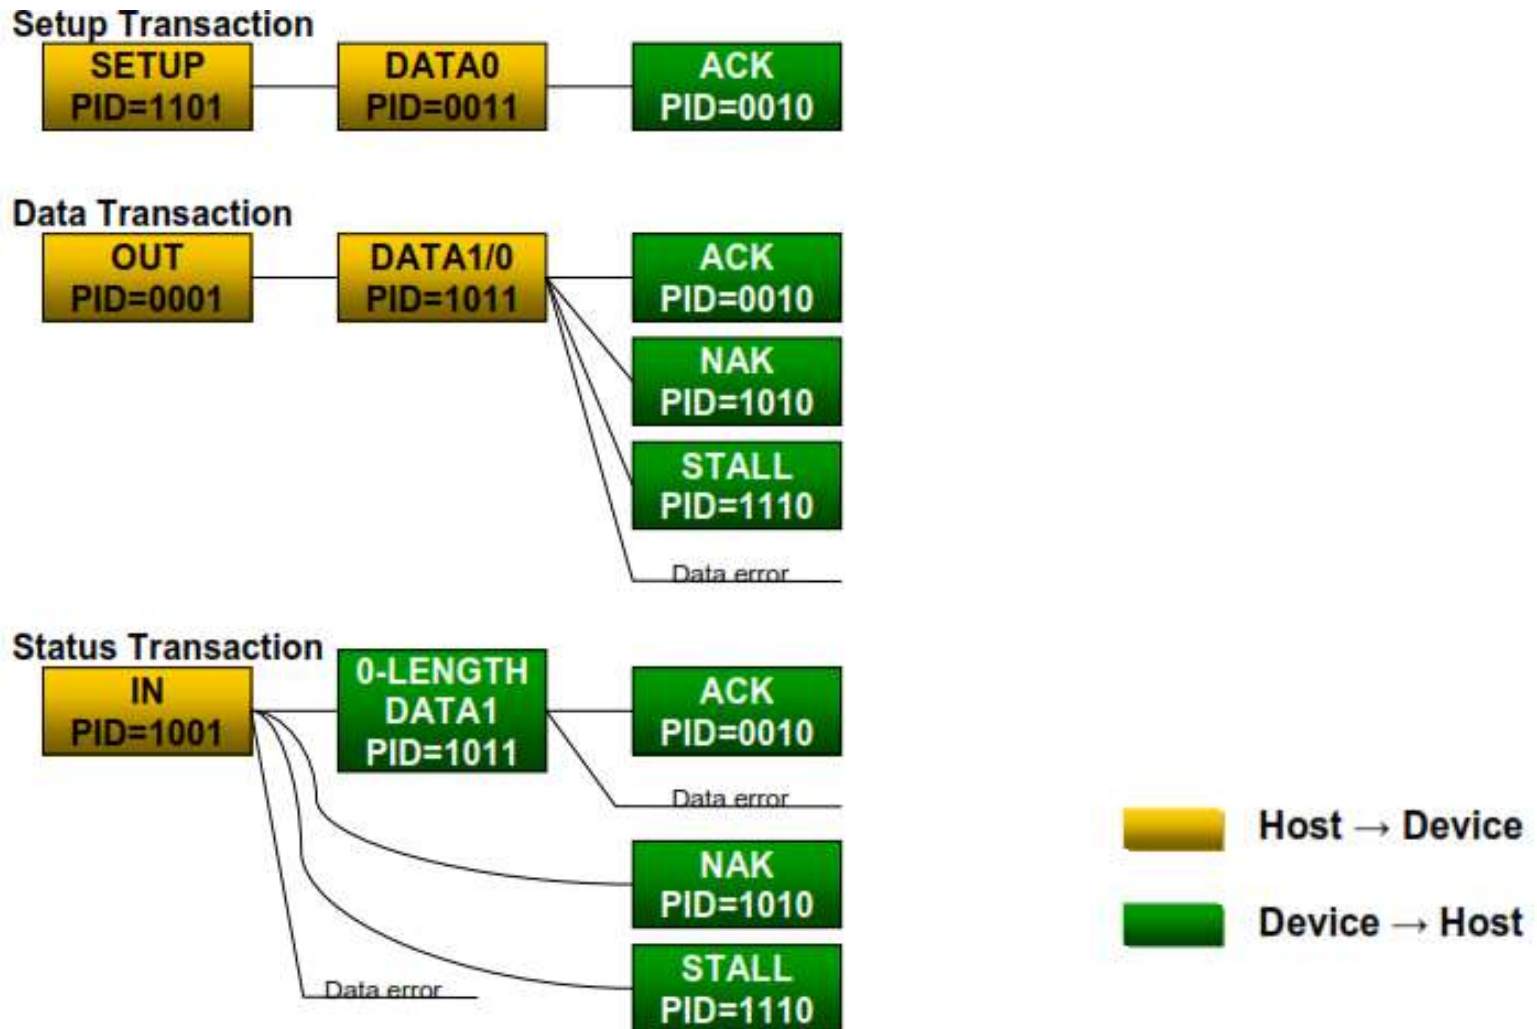 Setup Transaction
SETUP
PID=1101
DATA0
PID=0011
ACK
PID=0010
Data Transaction
OUT
PID=0001
DATA1/0
PID=1011
ACK
PID=0010
NAK
PID=1010
STALL
PID=1110
Data error
Status Transaction
IN
PID=1001
0-LENGTH
DATA1
PID=1011
ACK
PID=0010
Data error
NAK
PID=1010
STALL
PID=1110
Data error
Host → Device
Device → Host